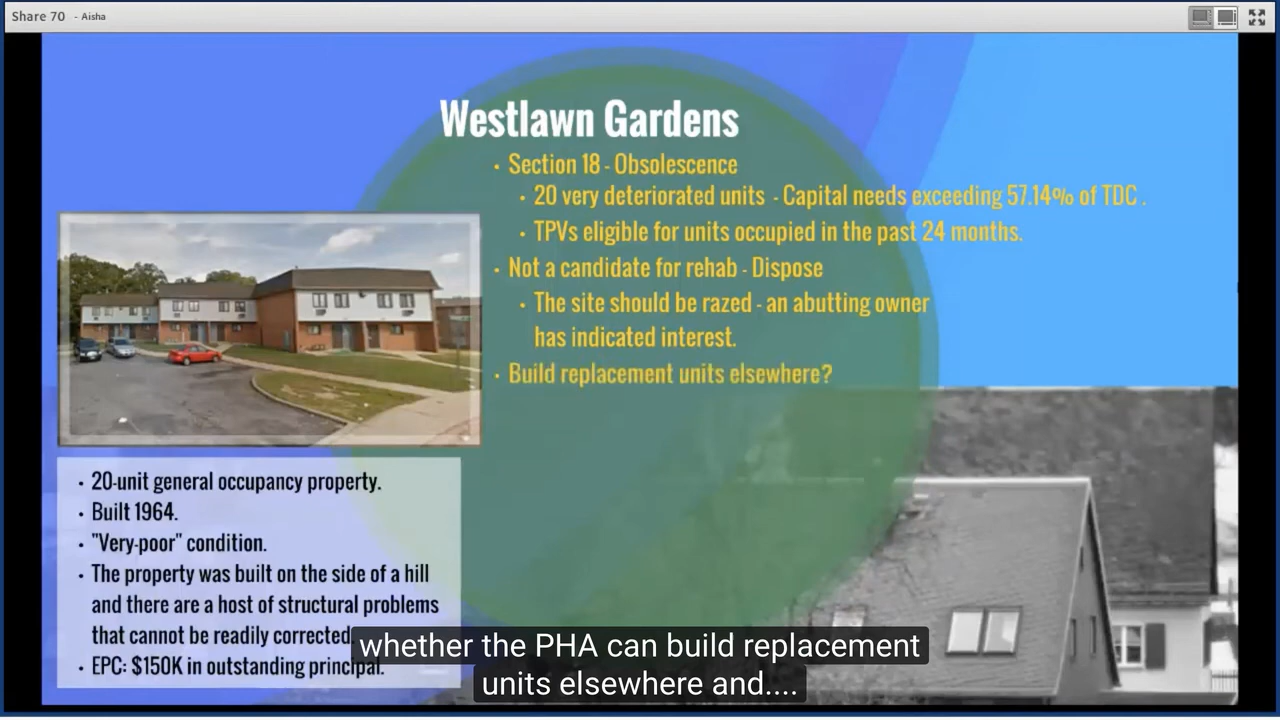 Share 70 - Aisha
Westlawn Gardens
• Section 18 - Obsolescence
• 20 very deteriorated units - Capital needs exceeding 57.14% of TDC .
• TPVs eligible for units occupied in the past 24 months.
• Not a candidate for rehab - Dispose
• The site should be razed - an abutting owner
has indicated interest.
• Build replacement units elsewhere?
• 20-unit general occupancy property.
• Built 1964.
• "Very-poor" condition.
• The property was built on the side of a hill
and there are a host of structural problems
that cannot be readily corrected.
• EPC: $150K in outstanding principal.
whether the PHA can build replacement
units elsewhere and....